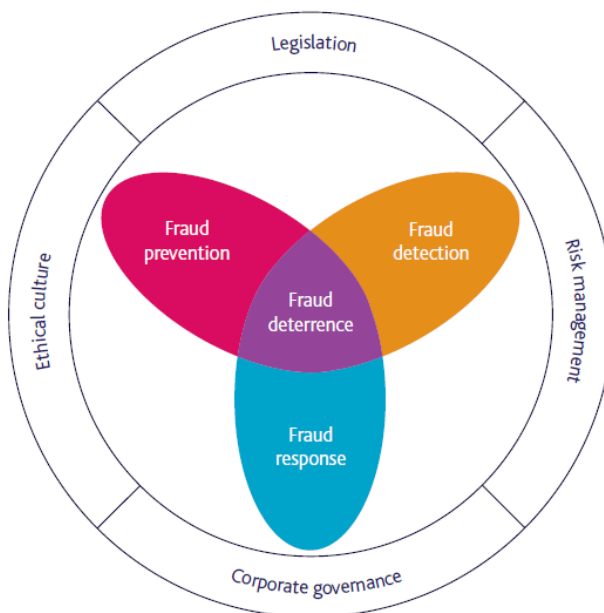 Legislation
Fraud
prevention
Fraud
detection
Ethical culture
Fraud
deterrence
Risk management
Fraud
response
Corporate governance